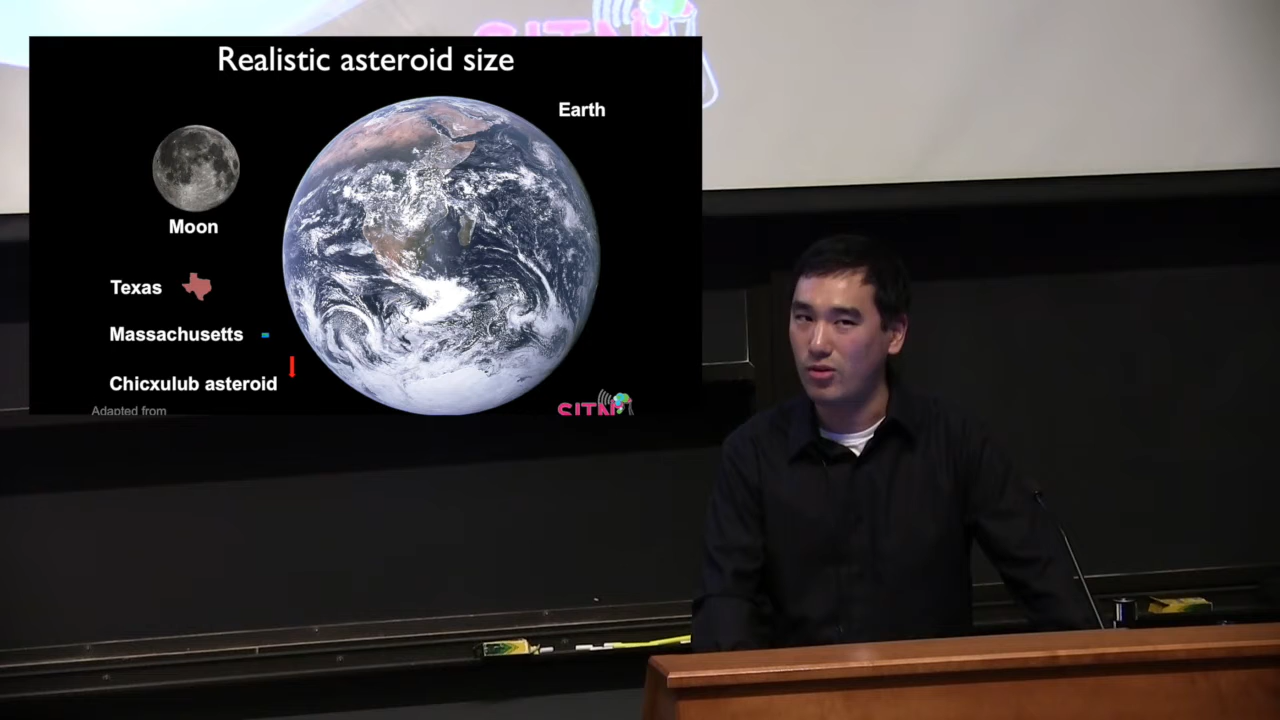 Realistic asteroid size
Earth
Moon
Texas
Massachusetts
Chicxulub asteroid
Adapted from
SITN